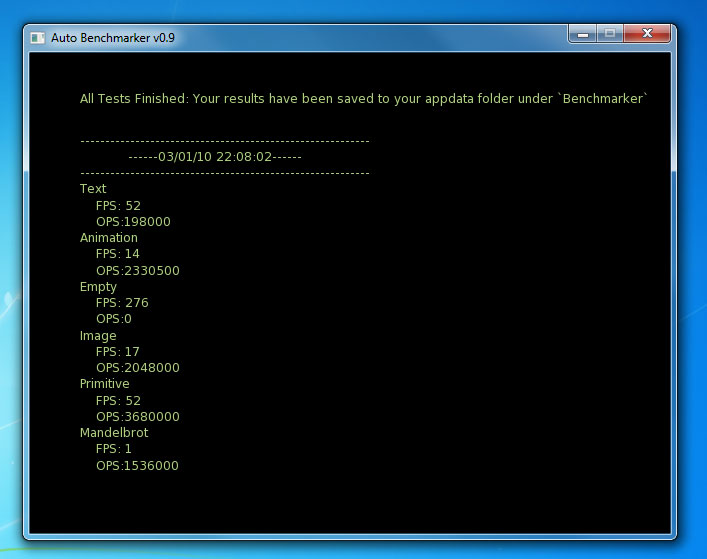 Auto Benchmarker v0.9
All Tests Finished: Your results have been saved to your appdata folder under `Benchmarker`
----------------------------------------------------------
------03/01/10 22:08:02------
----------------------------------------------------------
Text
FPS: 52
OPS:198000
Animation
FPS: 14
OPS:2330500
Empty
FPS: 276
OPS:0
Image
FPS: 17
OPS:2048000
Primitive
FPS: 52
OPS:3680000
Mandelbrot
FPS: 1
OPS:1536000